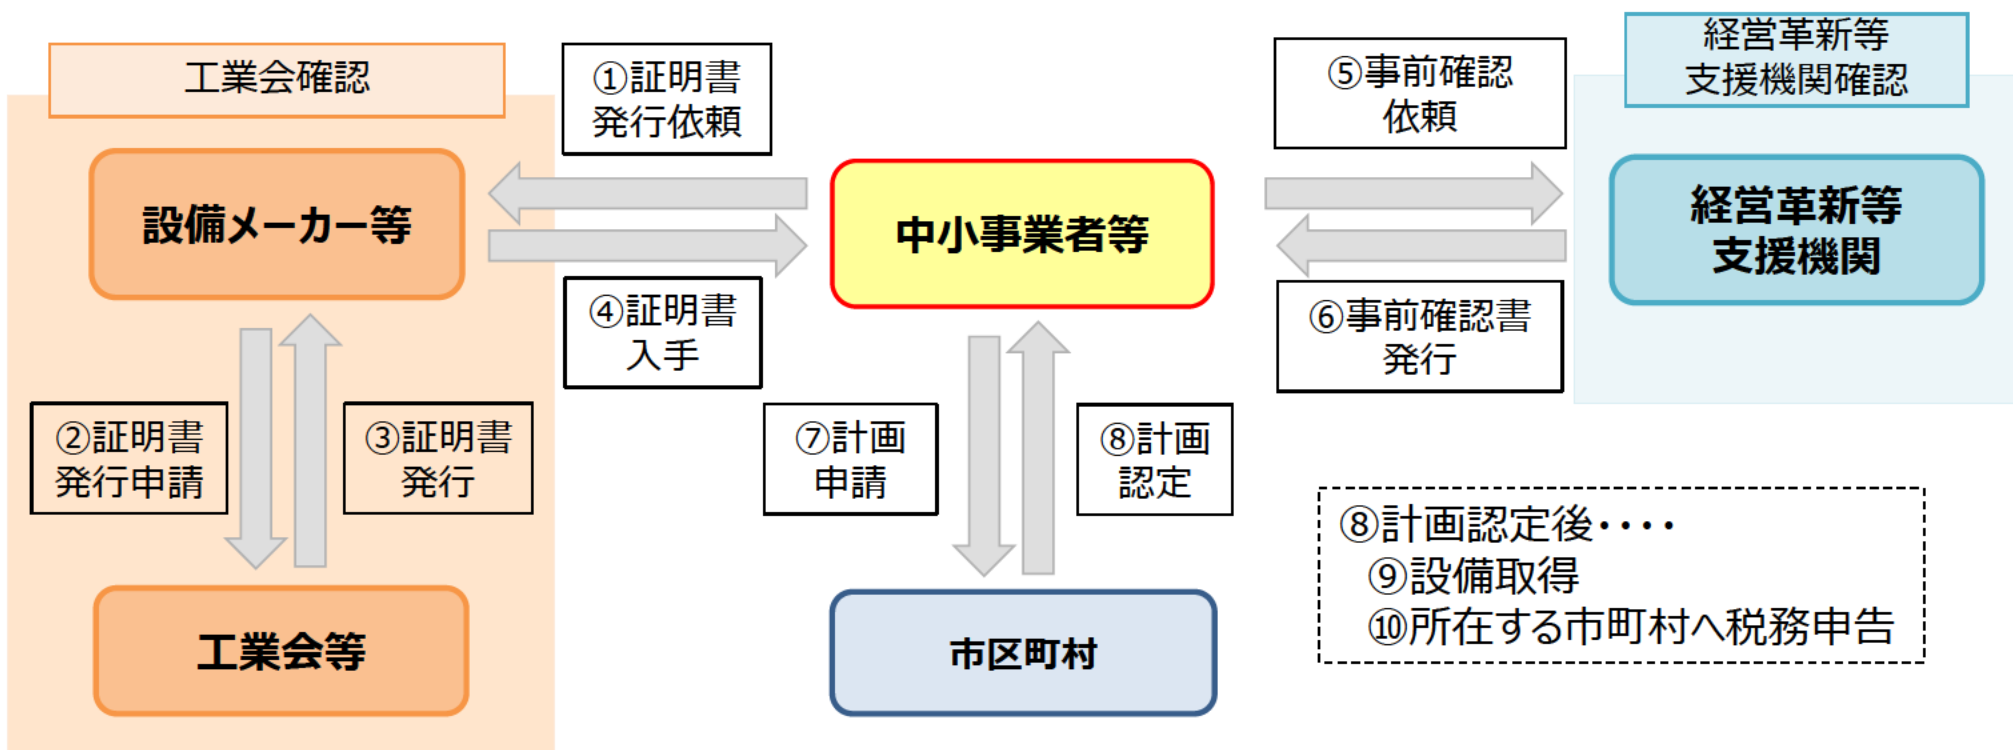 工業会確認
①証明書
発行依頼
⑤事前確認
依頼
経営革新等
支援機関確認
設備メーカー等
中小事業者等
経営革新等
支援機関
④証明書
入手
⑥事前確認書
発行
②証明書
発行申請
③証明書
発行
⑦計画
申請
⑧計画
認定
⑧計画認定後・・・・
⑨設備取得
⑩所在する市町村へ税務申告
工業会等
市区町村